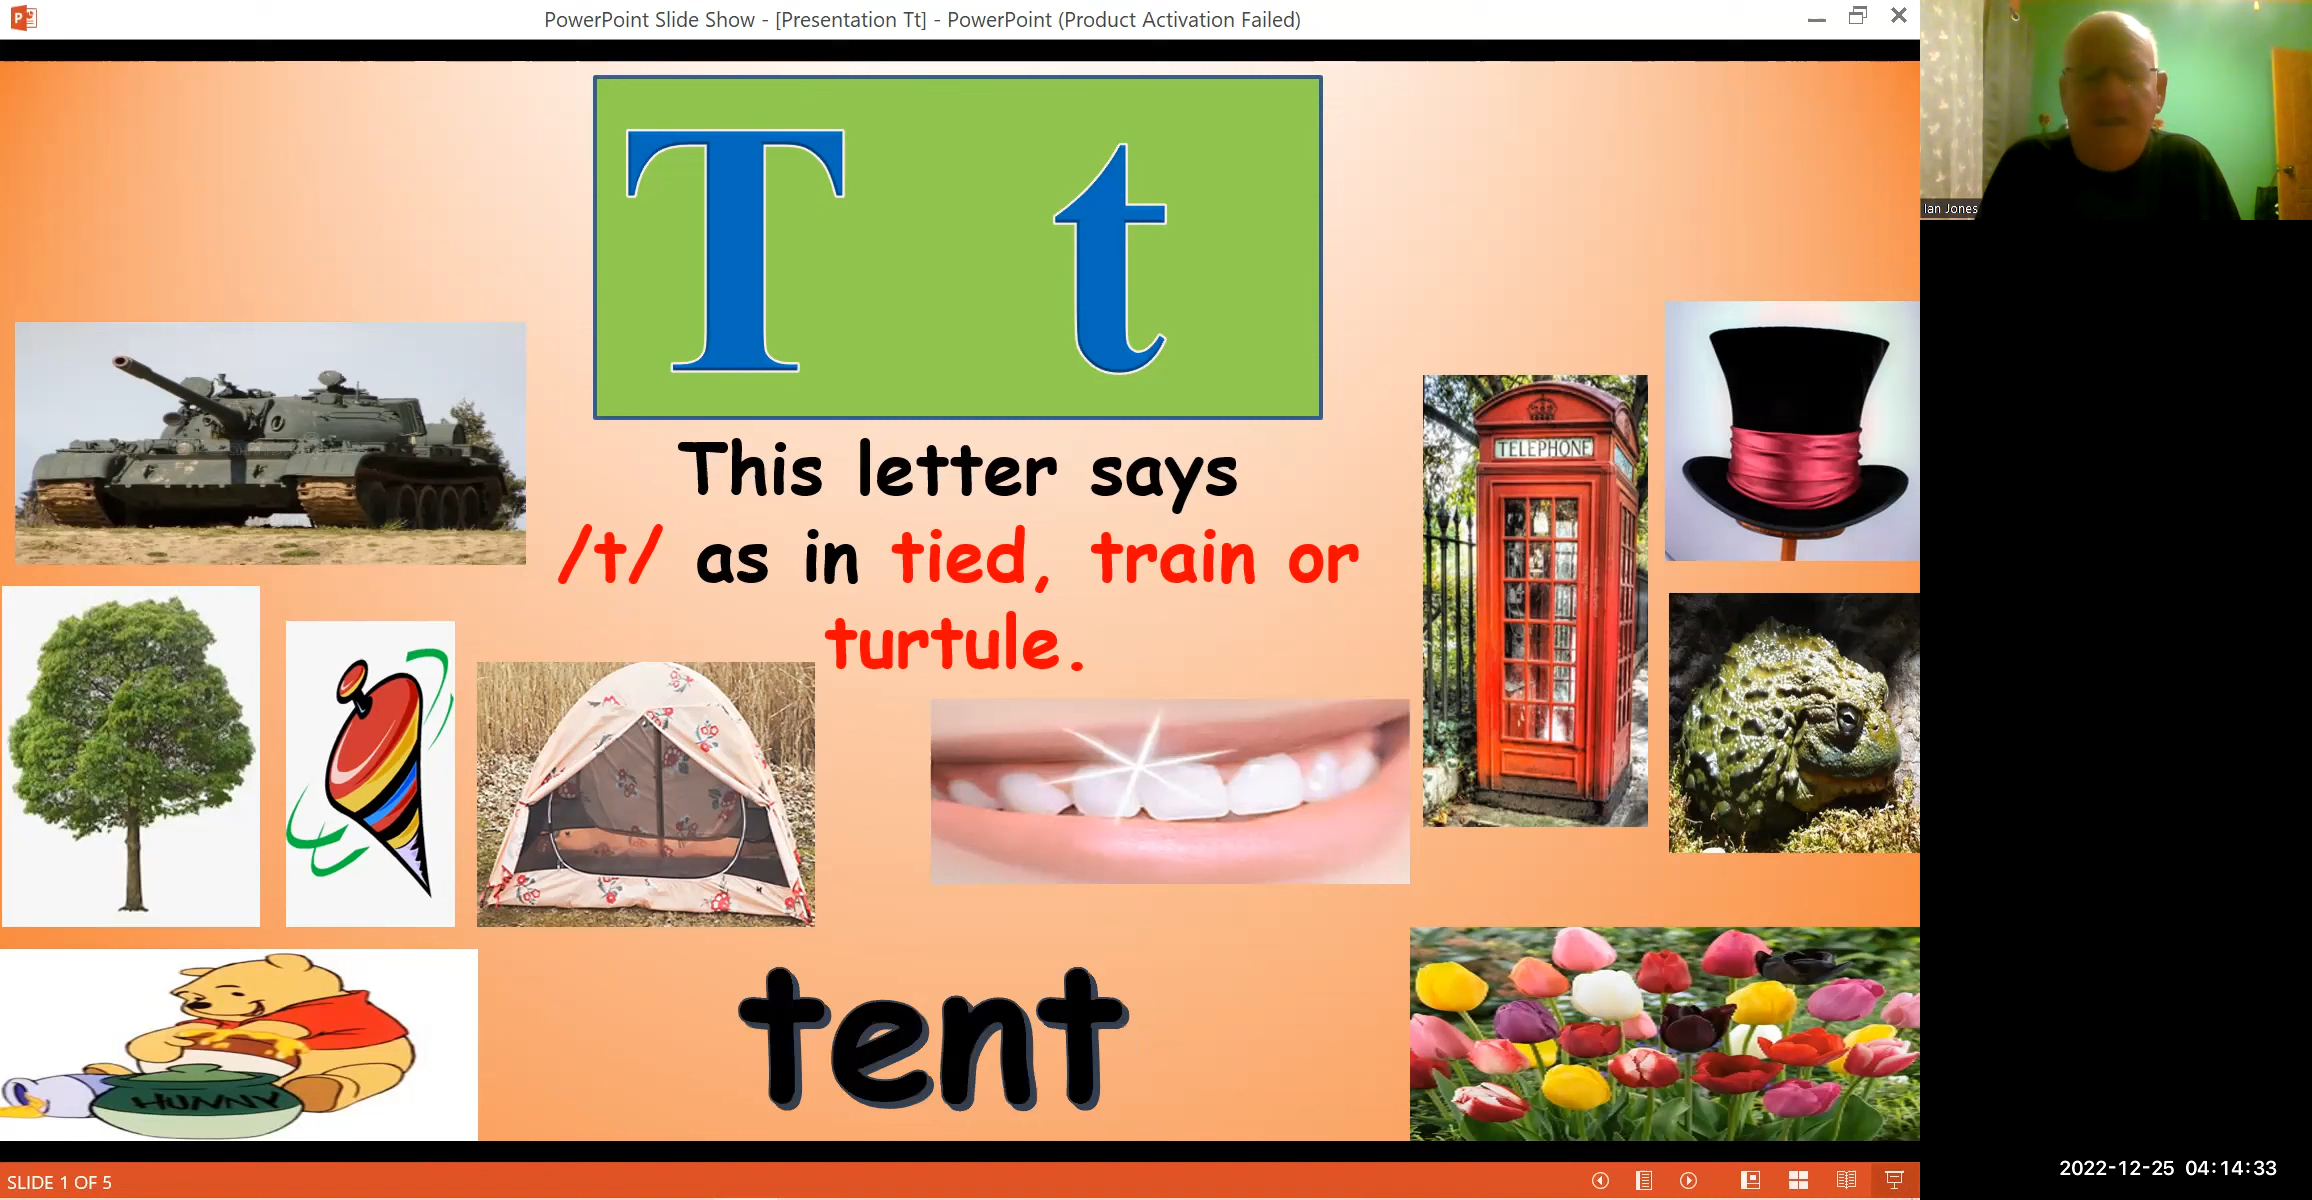 PowerPoint Slide Show - [Presentation Tt] - PowerPoint (Product Activation Failed)
T t
This letter says
/t/ as in tied, train or
turtule.
TELEPHONE
Ian Jones
HUNNY
tent
2022-12-25 04:14:33
SLIDE 1 OF 5